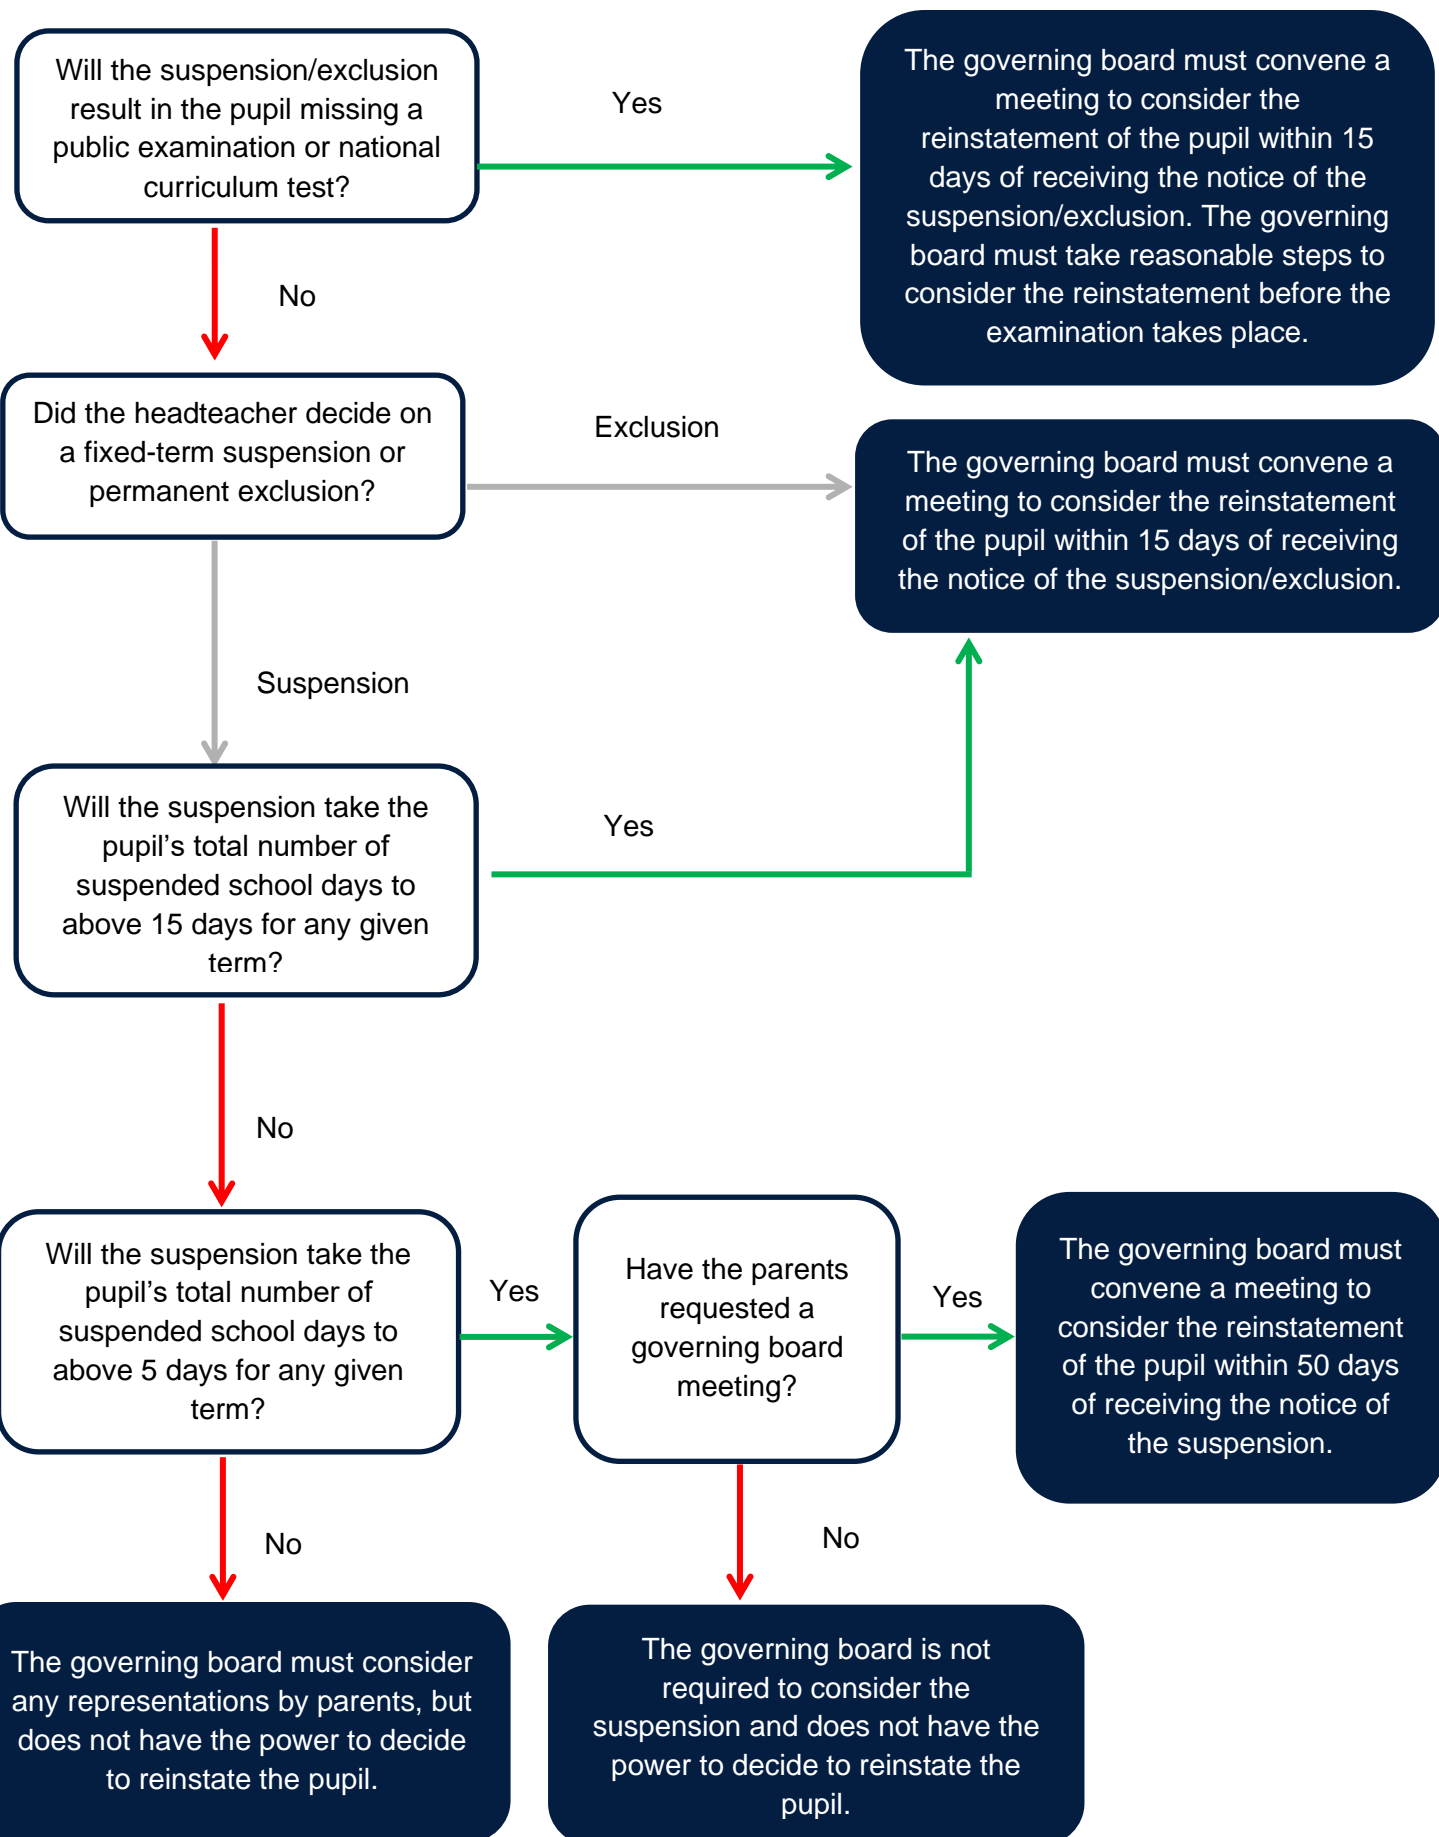 Will the suspension/exclusion
result in the pupil missing a
public examination or national
curriculum test?
Yes
The governing board must convene a
meeting to consider the
reinstatement of the pupil within 15
days of receiving the notice of the
suspension/exclusion. The governing
board must take reasonable steps to
consider the reinstatement before the
examination takes place.
No
Did the headteacher decide on
a fixed-term suspension or
permanent exclusion?
Exclusion
The governing board must convene a
meeting to consider the reinstatement
of the pupil within 15 days of receiving
the notice of the suspension/exclusion.
Suspension
Will the suspension take the
pupil’s total number of
suspended school days to
above 15 days for any given
term?
Yes
No
Will the suspension take the
pupil’s total number of
suspended school days to
above 5 days for any given
term?
Yes
Have the parents
requested a
governing board
meeting?
Yes
The governing board must
convene a meeting to
consider the reinstatement
of the pupil within 50 days
of receiving the notice of
the suspension.
No
No
The governing board must consider
any representations by parents, but
does not have the power to decide
to reinstate the pupil.
The governing board is not
required to consider the
suspension and does not have the
power to decide to reinstate the
pupil.